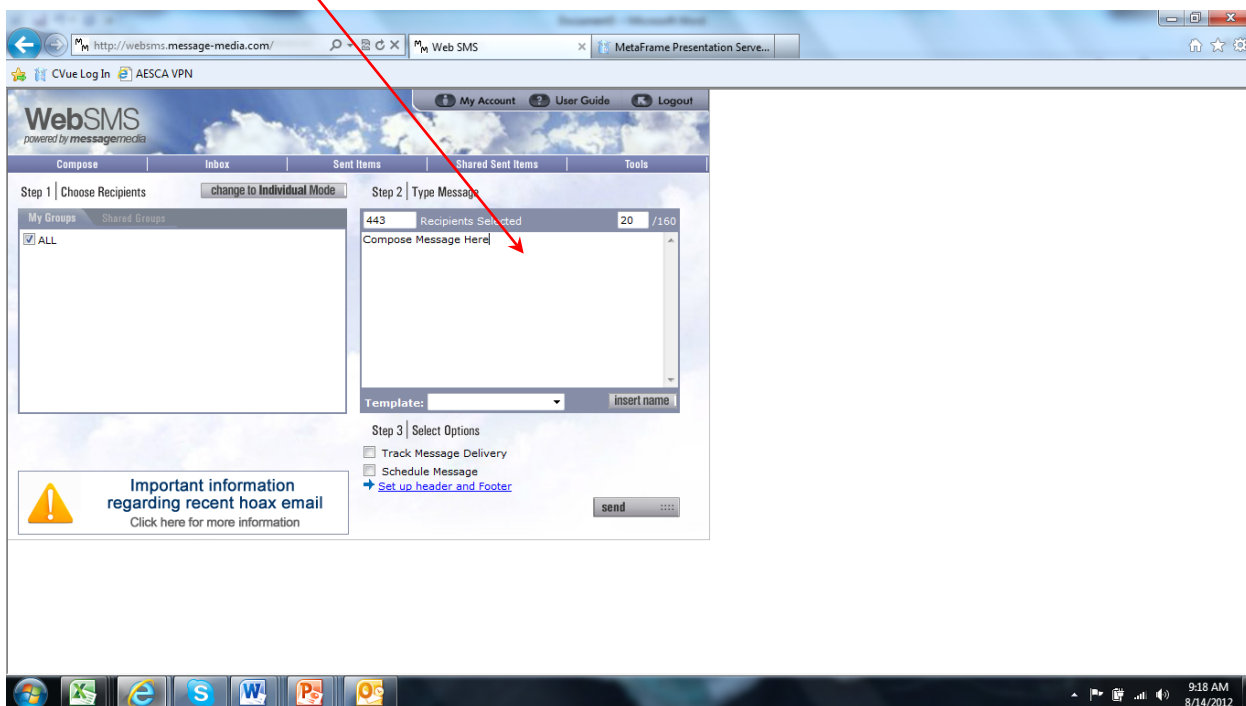 http://websms.message-media.com/
MM Web SMS
MetaFrame Presentation Serve...
CVue Log In
AESCA VPN
My Account
User Guide
Logout
WebSMS
powered by messagemedia
Compose
Inbox
Sent Items
Shared Sent Items
Tools
Step 1 Choose Recipients
change to Individual Mode
Step 2 Type Message
My Groups
Shared Groups
443 Recipients Selected
20 /160
ALL
Compose Message Here
Template:
insert name
Step 3 Select Options
Track Message Delivery
Schedule Message
Set up header and Footer
send
Important information
regarding recent hoax email
Click here for more information
9:18 AM
8/14/2012